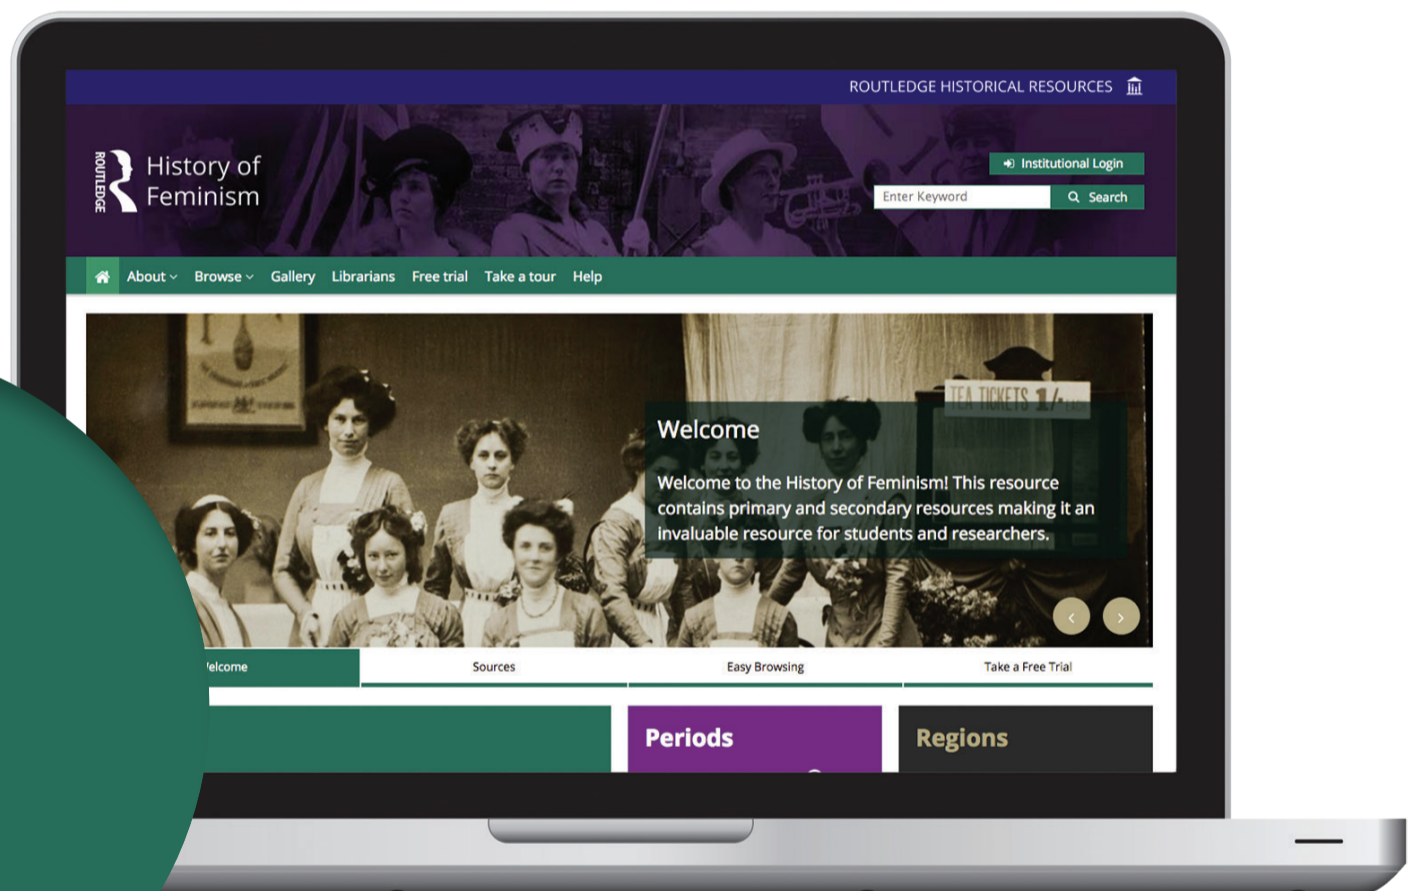 ROUTLEDGE HISTORICAL RESOURCES
ROUTLEDGE
History of
Feminism
Institutional Login
Enter Keyword
Search
About Browse Gallery Librarians Free trial Take a tour Help
TEA TICKETS 1/-
Welcome
Welcome to the History of Feminism! This resource
contains primary and secondary resources making it an
invaluable resource for students and researchers.
elcome Sources Easy Browsing Take a Free Trial
Periods
Regions